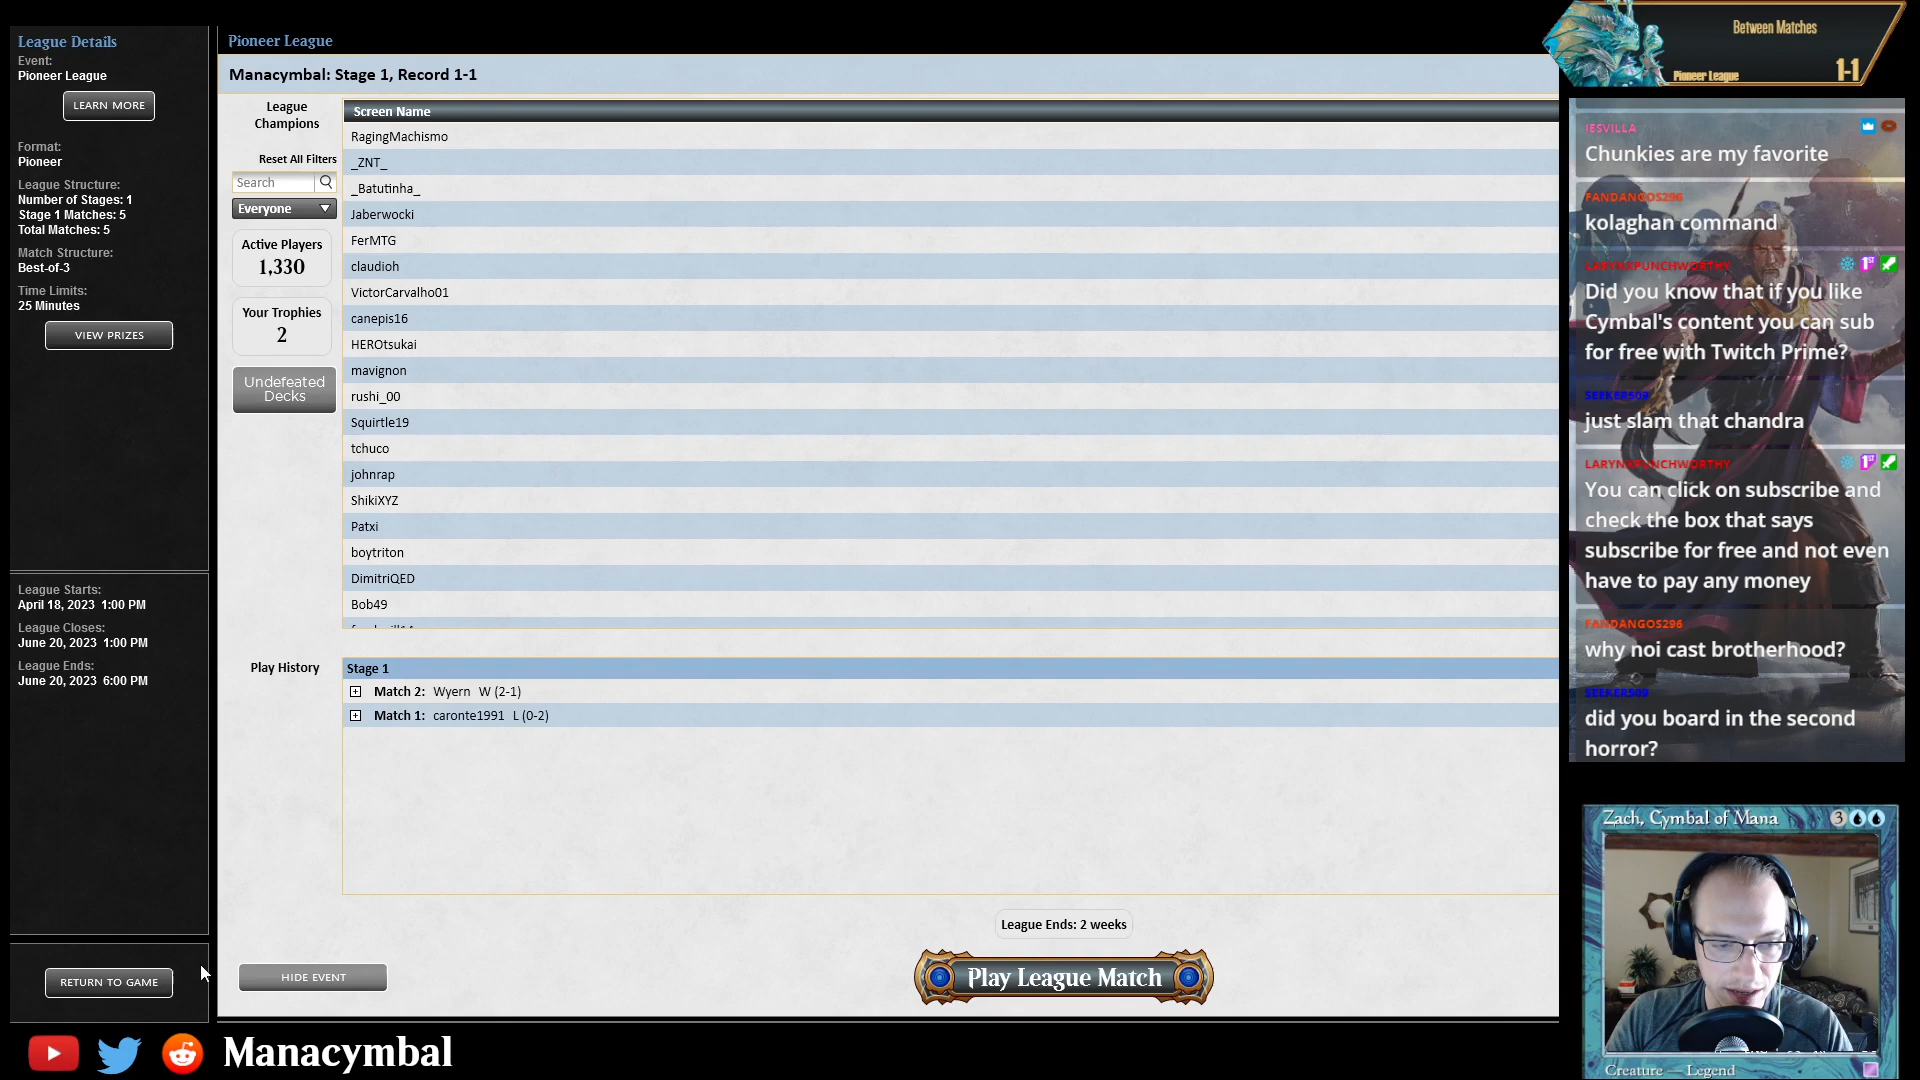 League Details
Event:
Pioneer League
LEARN MORE
Format:
Pioneer
League Structure:
Number of Stages: 1
Stage 1 Matches: 5
Total Matches: 5
Match Structure:
Best-of-3
Time Limits:
25 Minutes
VIEW PRIZES
League Starts:
April 18, 2023 1:00 PM
League Closes:
June 20, 2023 1:00 PM
League Ends:
June 20, 2023 6:00 PM
RETURN TO GAME
Pioneer League
Manacymbal: Stage 1, Record 1-1
League
Champions
Reset All Filters
Search
Everyone
Active Players
1,330
Your Trophies
2
Undefeated
Decks
Screen Name
RagingMachismo
_ZNT_
_Batutinha_
Jaberwocki
FerMTG
claudioh
VictorCarvalho01
canepis16
HEROtsukai
mavignon
rushi_00
Squirtle19
tchuco
johnrap
ShikiXYZ
Patxi
boytriton
DimitriQED
Bob49
Play History
Stage 1
Match 2: Wyern W (2-1)
Match 1: caronte1991 L (0-2)
League Ends: 2 weeks
HIDE EVENT
Play League Match
Between Matches
Pioneer League
1-1
IESVILLA
Chunkies are my favorite
FANDANGOS296
kolaghan command
LARYNXPUNCHWORTHY
Did you know that if you like
Cymbal's content you can sub
for free with Twitch Prime?
SEEKER509
just slam that chandra
LARYNXPUNCHWORTHY
You can click on subscribe and
check the box that says
subscribe for free and not even
have to pay any money
FANDANGOS296
why noi cast brotherhood?
SEEKER509
did you board in the second
horror?
Zach, Cymbal of Mana
3
Creature — Legend
Manacymbal